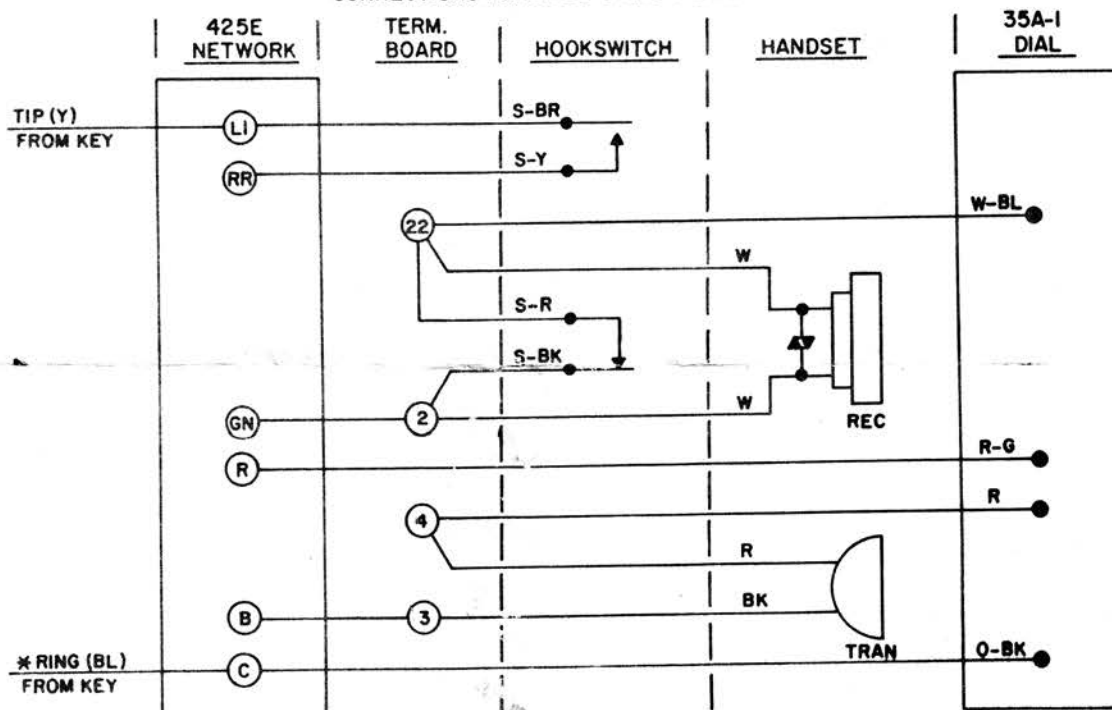 425E
NETWORK
TERM.
BOARD
HOOKSWITCH
HANDSET
35A-1
DIAL
TIP (Y)
FROM KEY
L1
S-BR
RR
S-Y
22
W-BL
W
S-R
S-BK
GN
2
W
REC
R
R-G
4
R
R
B
3
BK
TRAN
* RING (BL)
FROM KEY
C
O-BK